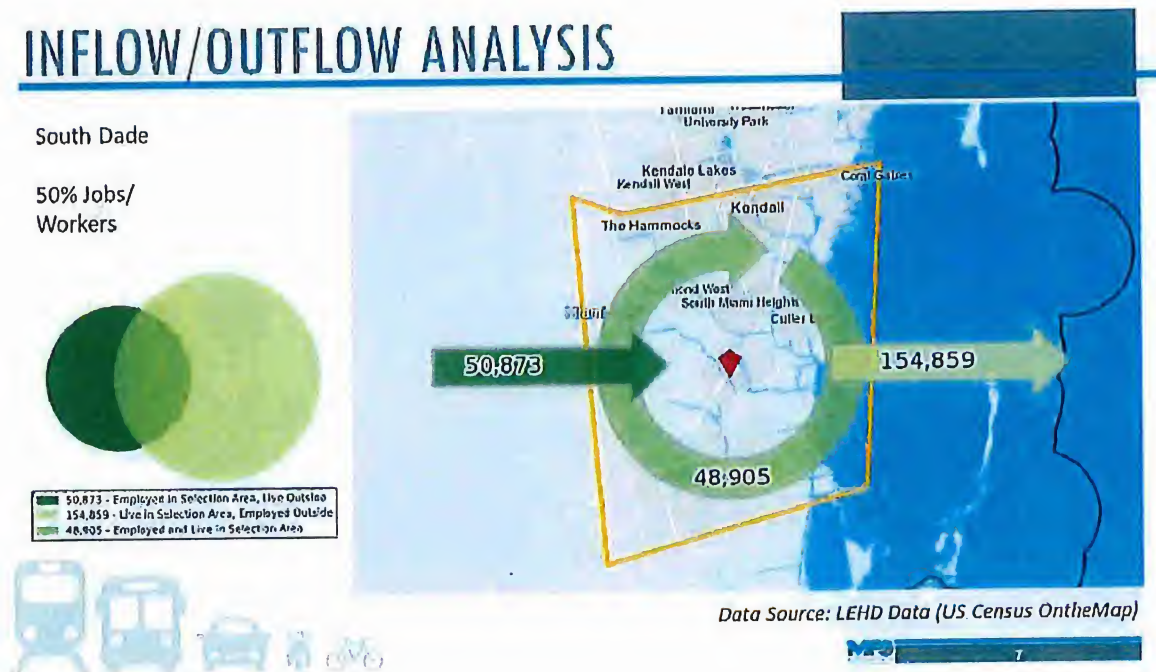 INFLOW/OUTFLOW ANALYSIS
South Dade
50% Jobs/
Workers
University Park
Kendale Lakes
Kendall West
Coral Gables
Kendall
The Hammocks
West
South Miami Heights
Cutler
50,873
154,859
48,905
50,873 - Employed in Selection Area, Live Outside
154,859 - Live in Selection Area, Employed Outside
48,905 - Employed and Live in Selection Area
Data Source: LEHD Data (US Census OntheMap)
7